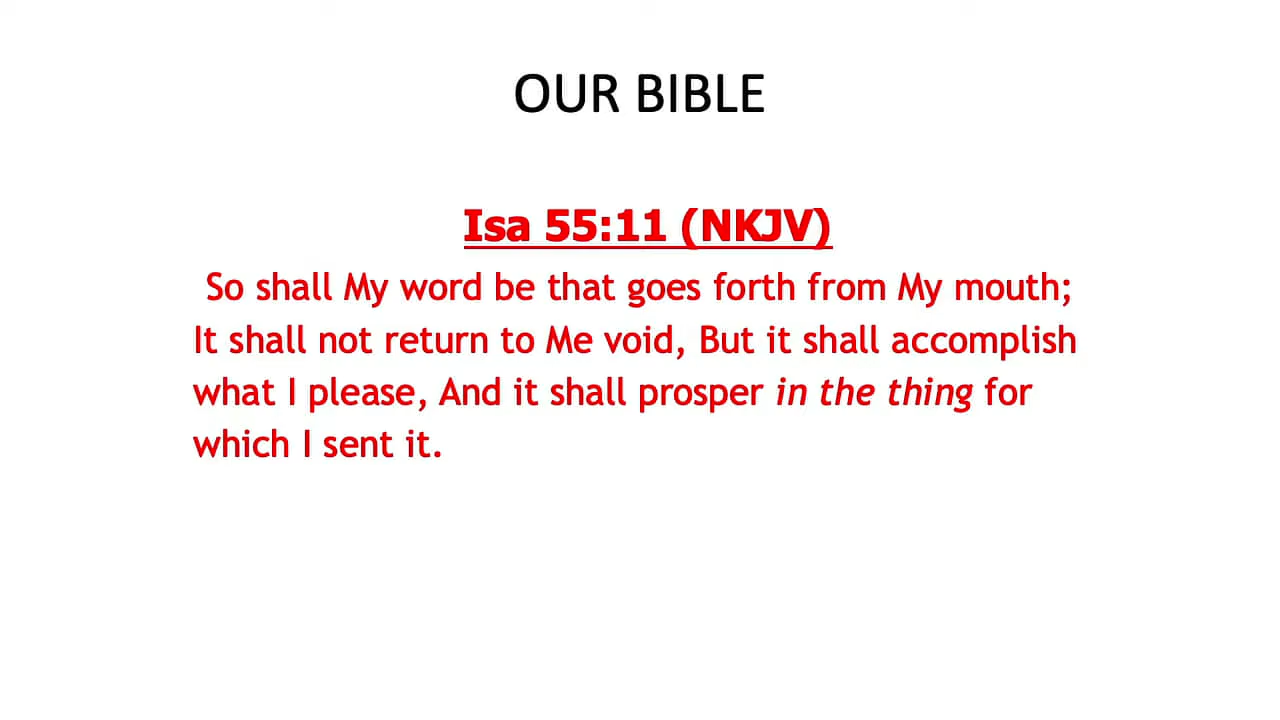 OUR BIBLE
Isa 55:11 (NKJV)
So shall My word be that goes forth from My mouth;
It shall not return to Me void, But it shall accomplish
what I please, And it shall prosper in the thing for
which I sent it.